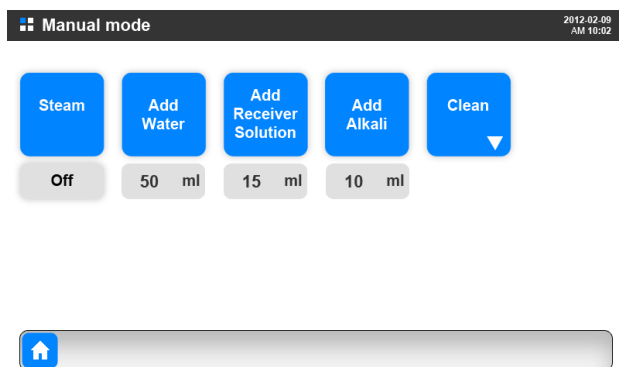 Manual mode
2012-02-09
AM 10:02
Steam
Add
Water
Add
Receiver
Solution
Add
Alkali
Clean
Off
50 ml
15 ml
10 ml